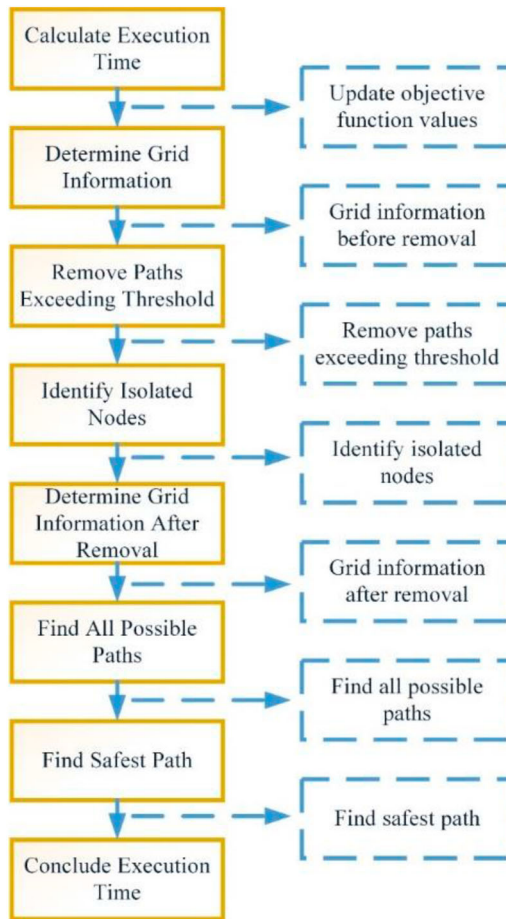 Calculate Execution
Time
Update objective
function values
Determine Grid
Information
Grid information
before removal
Remove Paths
Exceeding Threshold
Remove paths
exceeding threshold
Identify Isolated
Nodes
Identify isolated
nodes
Determine Grid
Information After
Removal
Grid information
after removal
Find All Possible
Paths
Find all possible
paths
Find Safest Path
Find safest path
Conclude Execution
Time